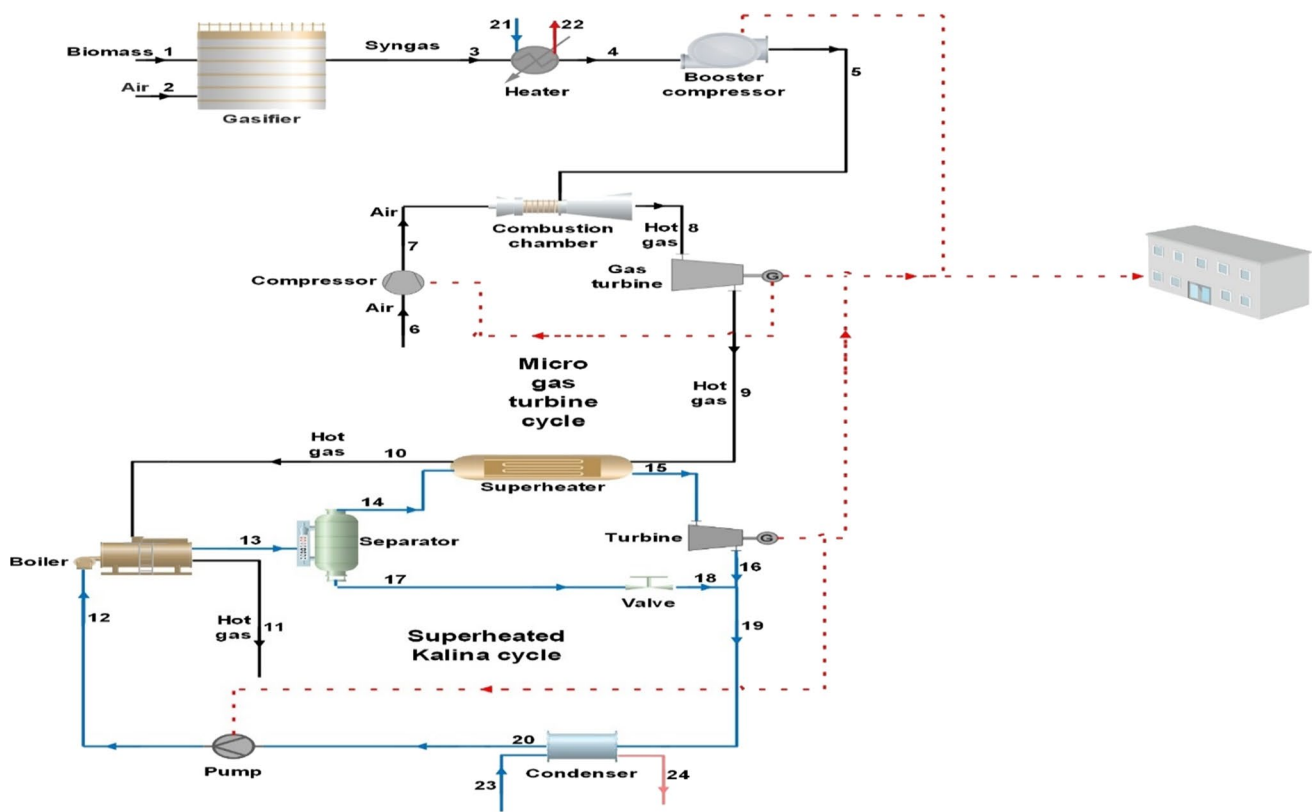 21
22
Biomass 1
Syngas
3
4
5
Air 2
Heater
Booster
compressor
Gasifier
Air
7
Combustion
chamber
Hot
gas
8
Compressor
Gas
turbine
G
Air
6
Micro
gas
turbine
cycle
Hot
gas
9
Hot
gas
10
Superheater
15
14
Boiler
13
Separator
Turbine
G
16
17
Valve
18
12
Hot
gas
11
Superheated
Kalina cycle
19
20
Pump
23
Condenser
24